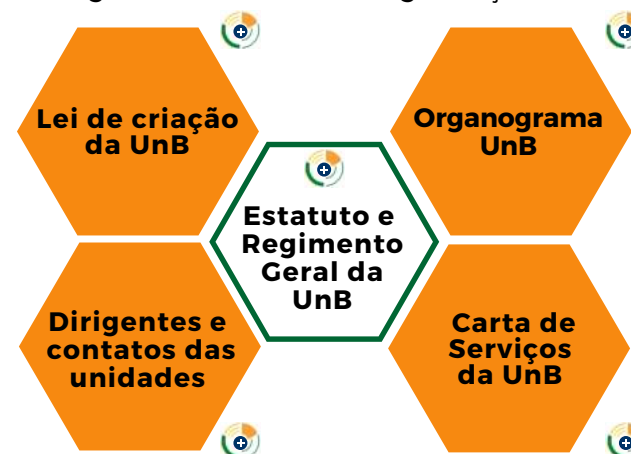 Lei de criação
da UnB
Organograma
UnB
Estatuto e
Regimento
Geral da
UnB
Dirigentes e
contatos das
unidades
Carta de
Serviços
da UnB